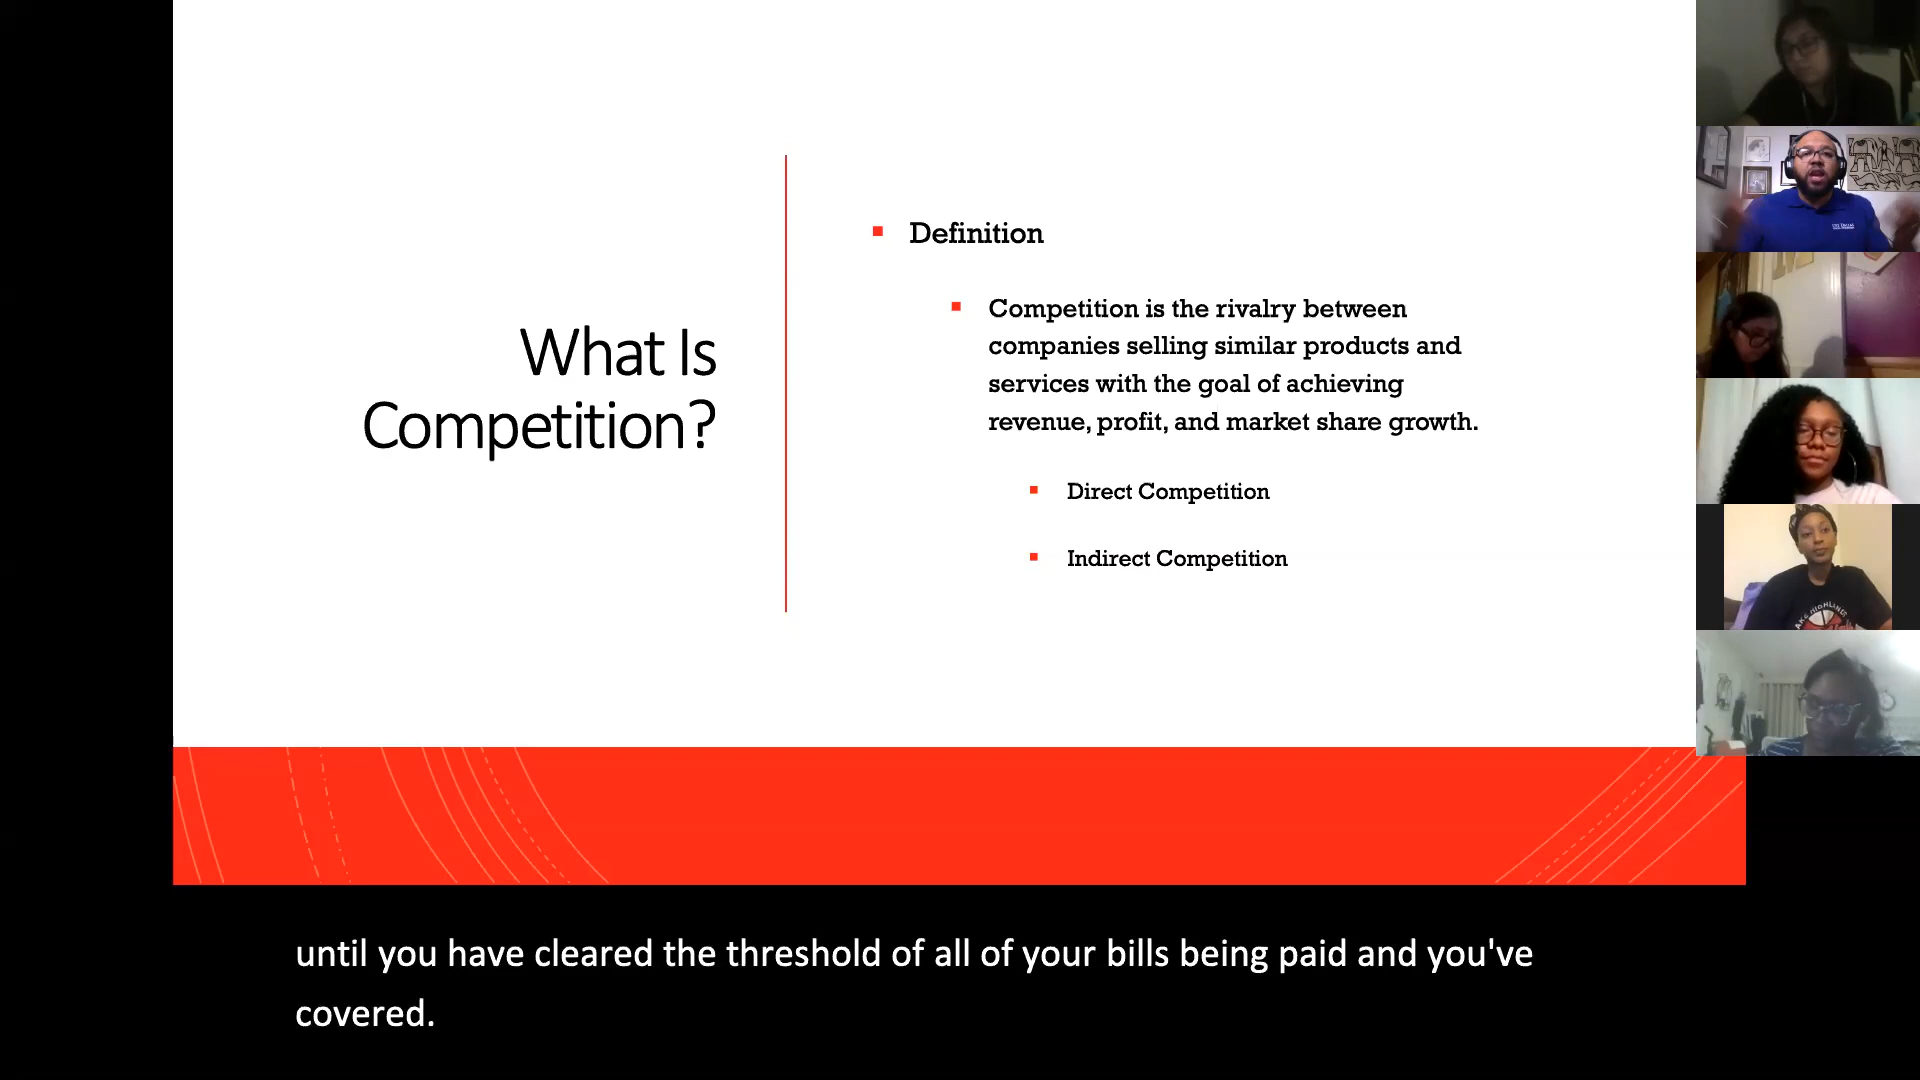 What Is
Competition?
Definition
Competition is the rivalry between
companies selling similar products and
services with the goal of achieving
revenue, profit, and market share growth.
Direct Competition
Indirect Competition
until you have cleared the threshold of all of your bills being paid and you've
covered.